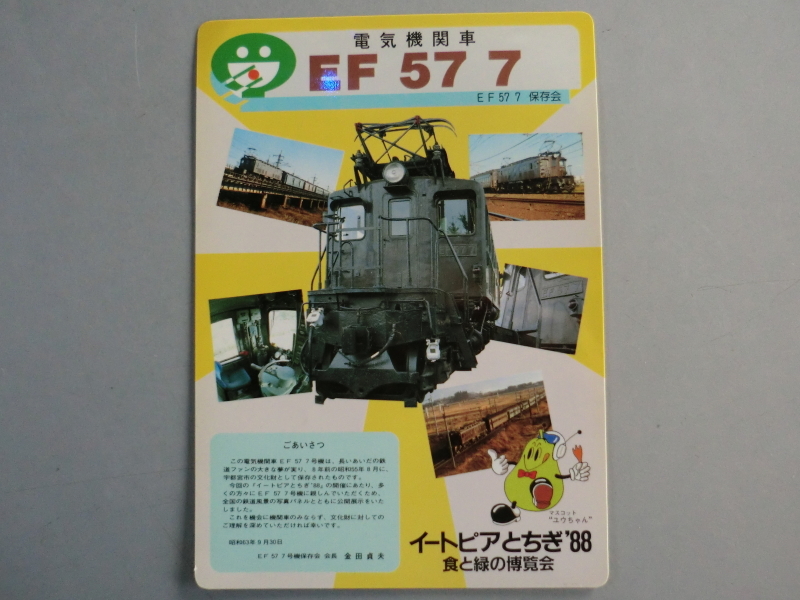 電気機関車
EF 57 7
EF 57 7 保存会
ごあいさつ
この電気機関車 EF 57 7号機は、長いあいだの鉄
道ファンの大きな夢が実り、8年前の昭和55年8月に、
宇都宮市の文化財として保存されたものです。
今回の「イートピアとちぎ'88」の開催にあたり、多
くの方々に EF 57 7号機に親しんでいただくため、
全国の鉄道風景の写真パネルとともに公開展示をいた
しました。
これを機会に機関車のみならず、文化財に対しての
ご理解を深めていただければ幸いです。
昭和63年9月30日
EF 57 7号機保存会 会長 金田貞夫
マスコット
"ユウちゃん"
イートピアとちぎ'88
食と緑の博覧会